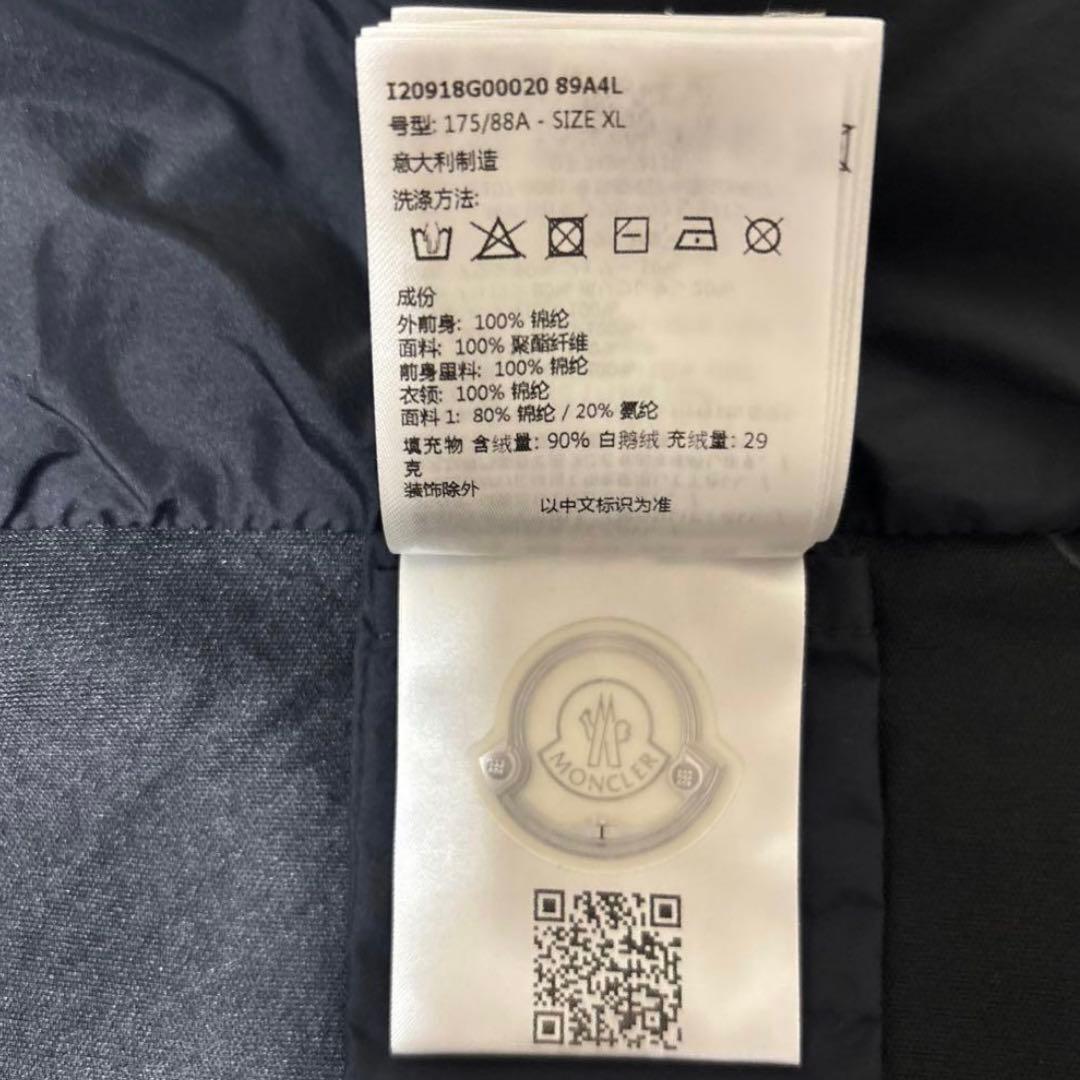 I20918G00020 89A4L
号型: 175/88A - SIZE XL
意大利制造
洗涤方法:
成份
外前身: 100% 锦纶
面料: 100% 聚酯纤维
前身里料: 100% 锦纶
衣领: 100% 锦纶
面料 1: 80% 锦纶 / 20% 氨纶
填充物 含绒量: 90% 白鹅绒 充绒量: 29
克
装饰除外
以中文标识为准
MONCLER
I